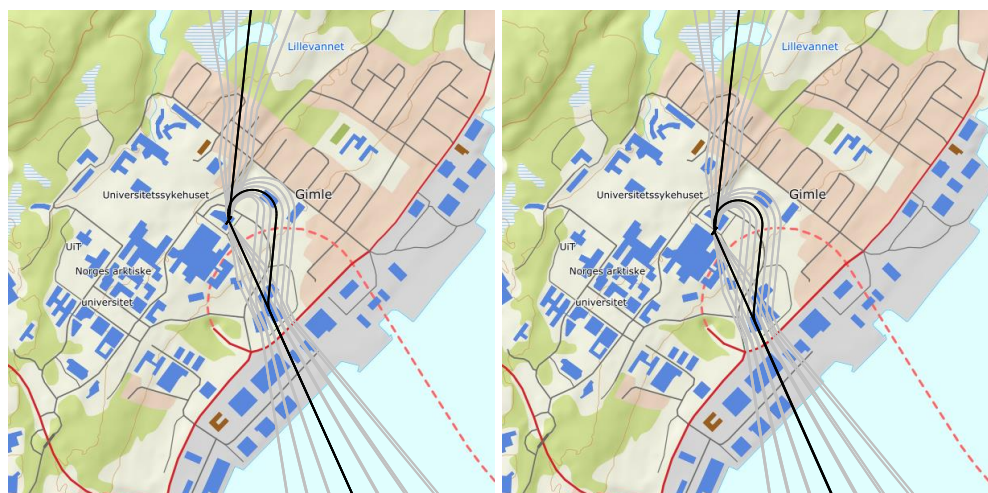 Lillevannet
Universitetssykehuset
Gimle
UiT
Norges arktiske
universitet
Lillevannet
Universitetssykehuset
Gimle
UiT
Norges arktiske
universitet